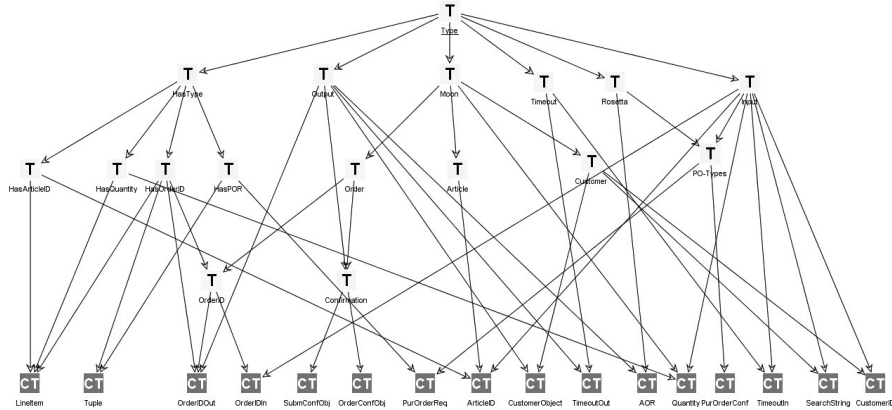 T
Type
T T T T T T
HasType Output Moon Timeout Rosetta Input
T T T T T T T T
HasArticleID HasQuantity HasOrderID HasPOR Order Article Customer PO-Types
T T
OrderID Confirmation
CT CT CT CT CT CT CT CT CT CT CT CT CT CT CT CT
LineItem Tuple OrderIDOut OrderIDIn SubmConfObj OrderConfObj PurOrderReq ArticleID CustomerObject TimeoutOut AOR Quantity PurOrderConf TimeoutIn SearchString